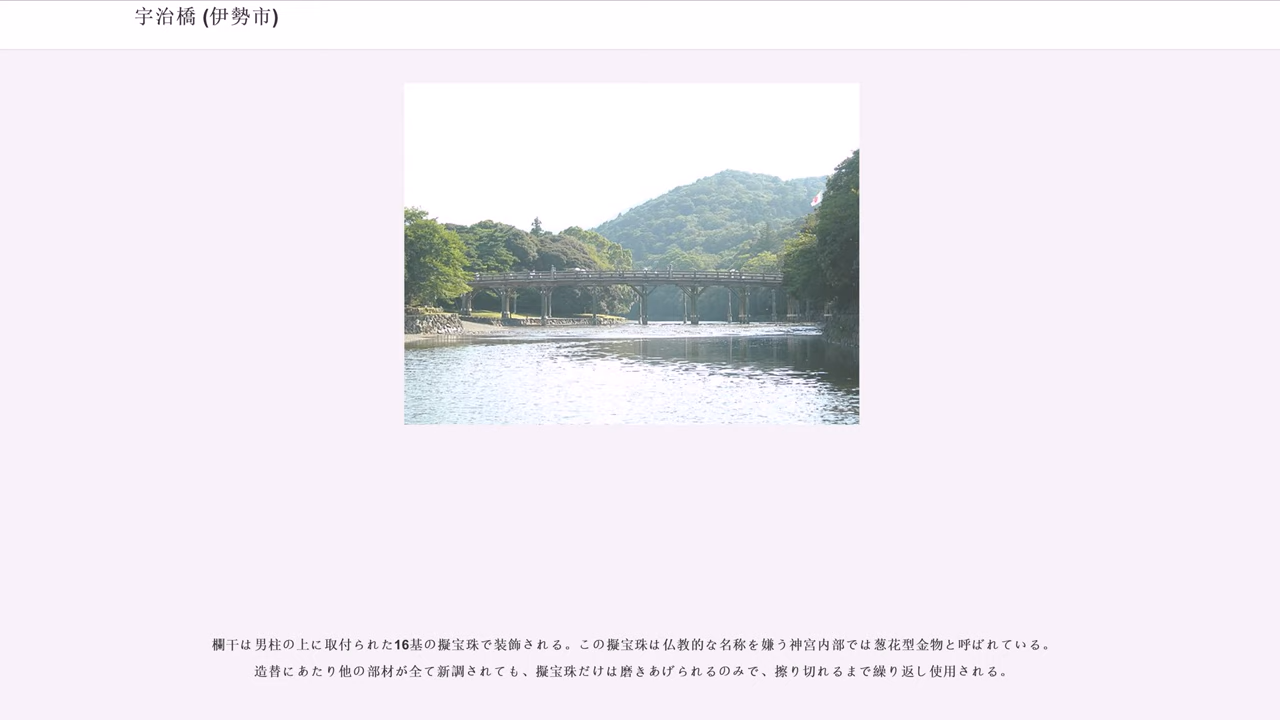 宇治橋 (伊勢市)
欄干は男柱の上に取付られた16基の擬宝珠で装飾される。この擬宝珠は仏教的な名称を嫌う神宮内部では葱花型金物と呼ばれている。
造替にあたり他の部材が全て新調されても、擬宝珠だけは磨きあげられるのみで、擦り切れるまで繰り返し使用される。